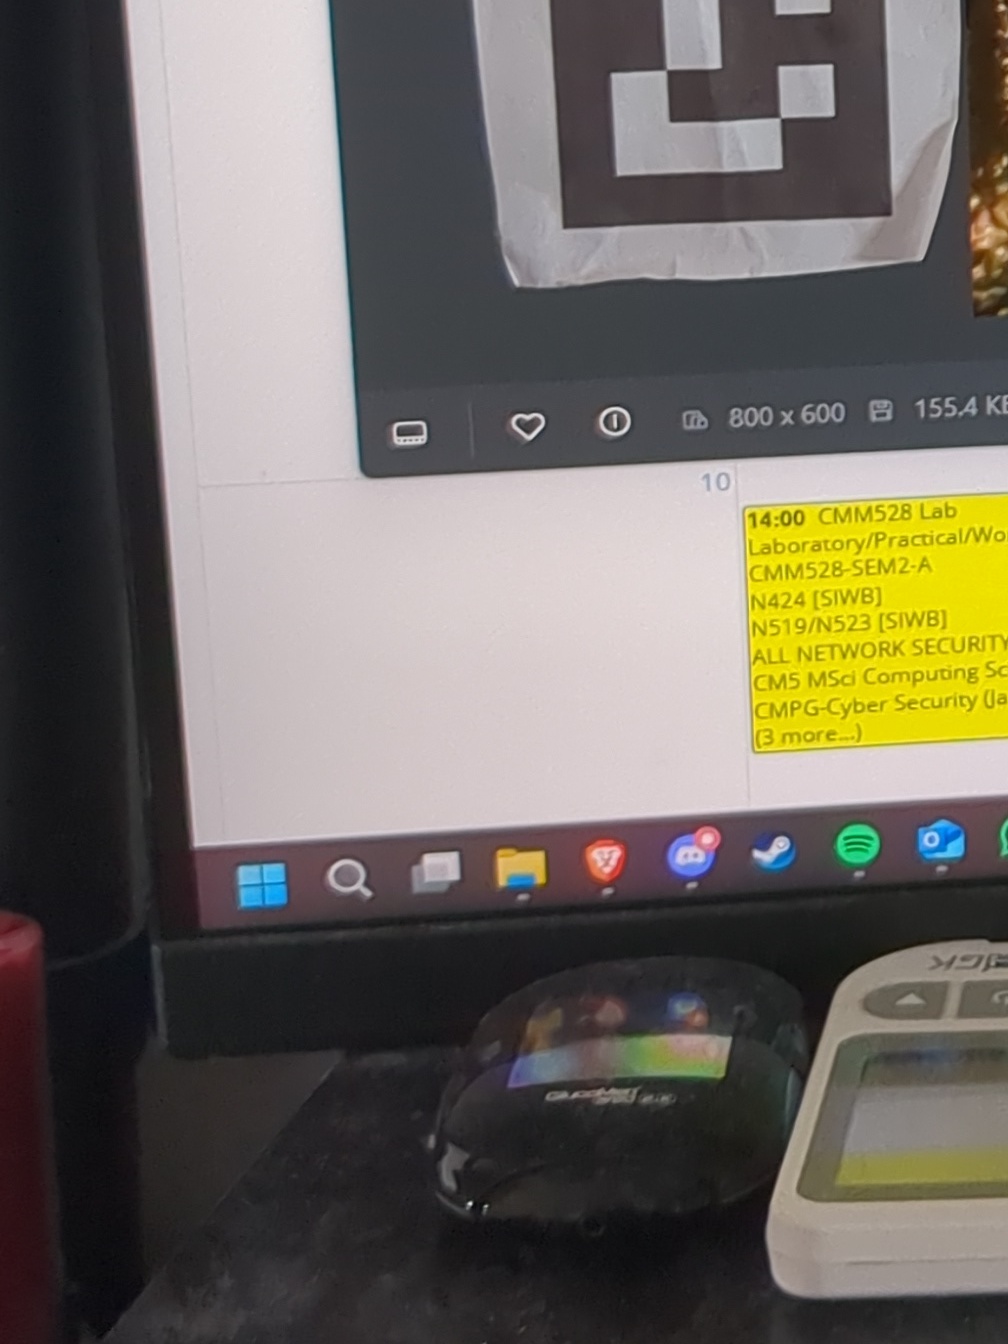 800 x 600
155.4 KB
10
14:00 CMM528 Lab
Laboratory/Practical/Wo
CMM528-SEM2-A
N424 [SIWB]
N519/N523 [SIWB]
ALL NETWORK SECURITY
CM5 MSci Computing Sc
CMPG-Cyber Security (Ja
(3 more...)